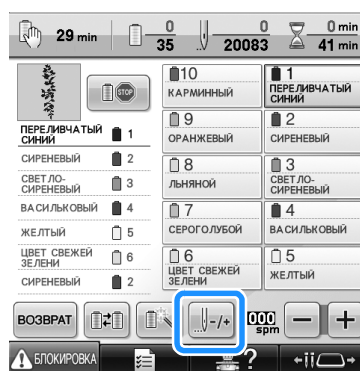 29 min
0
35
0
20083
0 min
41 min
STOP
10
КАРМИННЫЙ
1
ПЕРЕЛИВЧАТЫЙ
СИНИЙ
9
ОРАНЖЕВЫЙ
2
СИРЕНЕВЫЙ
8
ЛЬНЯНОЙ
3
СВЕТЛО-
СИРЕНЕВЫЙ
7
СЕРОГОЛУБОЙ
4
ВАСИЛЬКОВЫЙ
6
ЦВЕТ СВЕЖЕЙ
ЗЕЛЕНИ
5
ЖЕЛТЫЙ
ПЕРЕЛИВЧАТЫЙ
СИНИЙ 1
СИРЕНЕВЫЙ 2
СВЕТЛО-
СИРЕНЕВЫЙ 3
ВАСИЛЬКОВЫЙ 4
ЖЕЛТЫЙ 5
ЦВЕТ СВЕЖЕЙ
ЗЕЛЕНИ 6
СИРЕНЕВЫЙ 2
ВОЗВРАТ
-/+
spm
- +
БЛОКИРОВКА
?